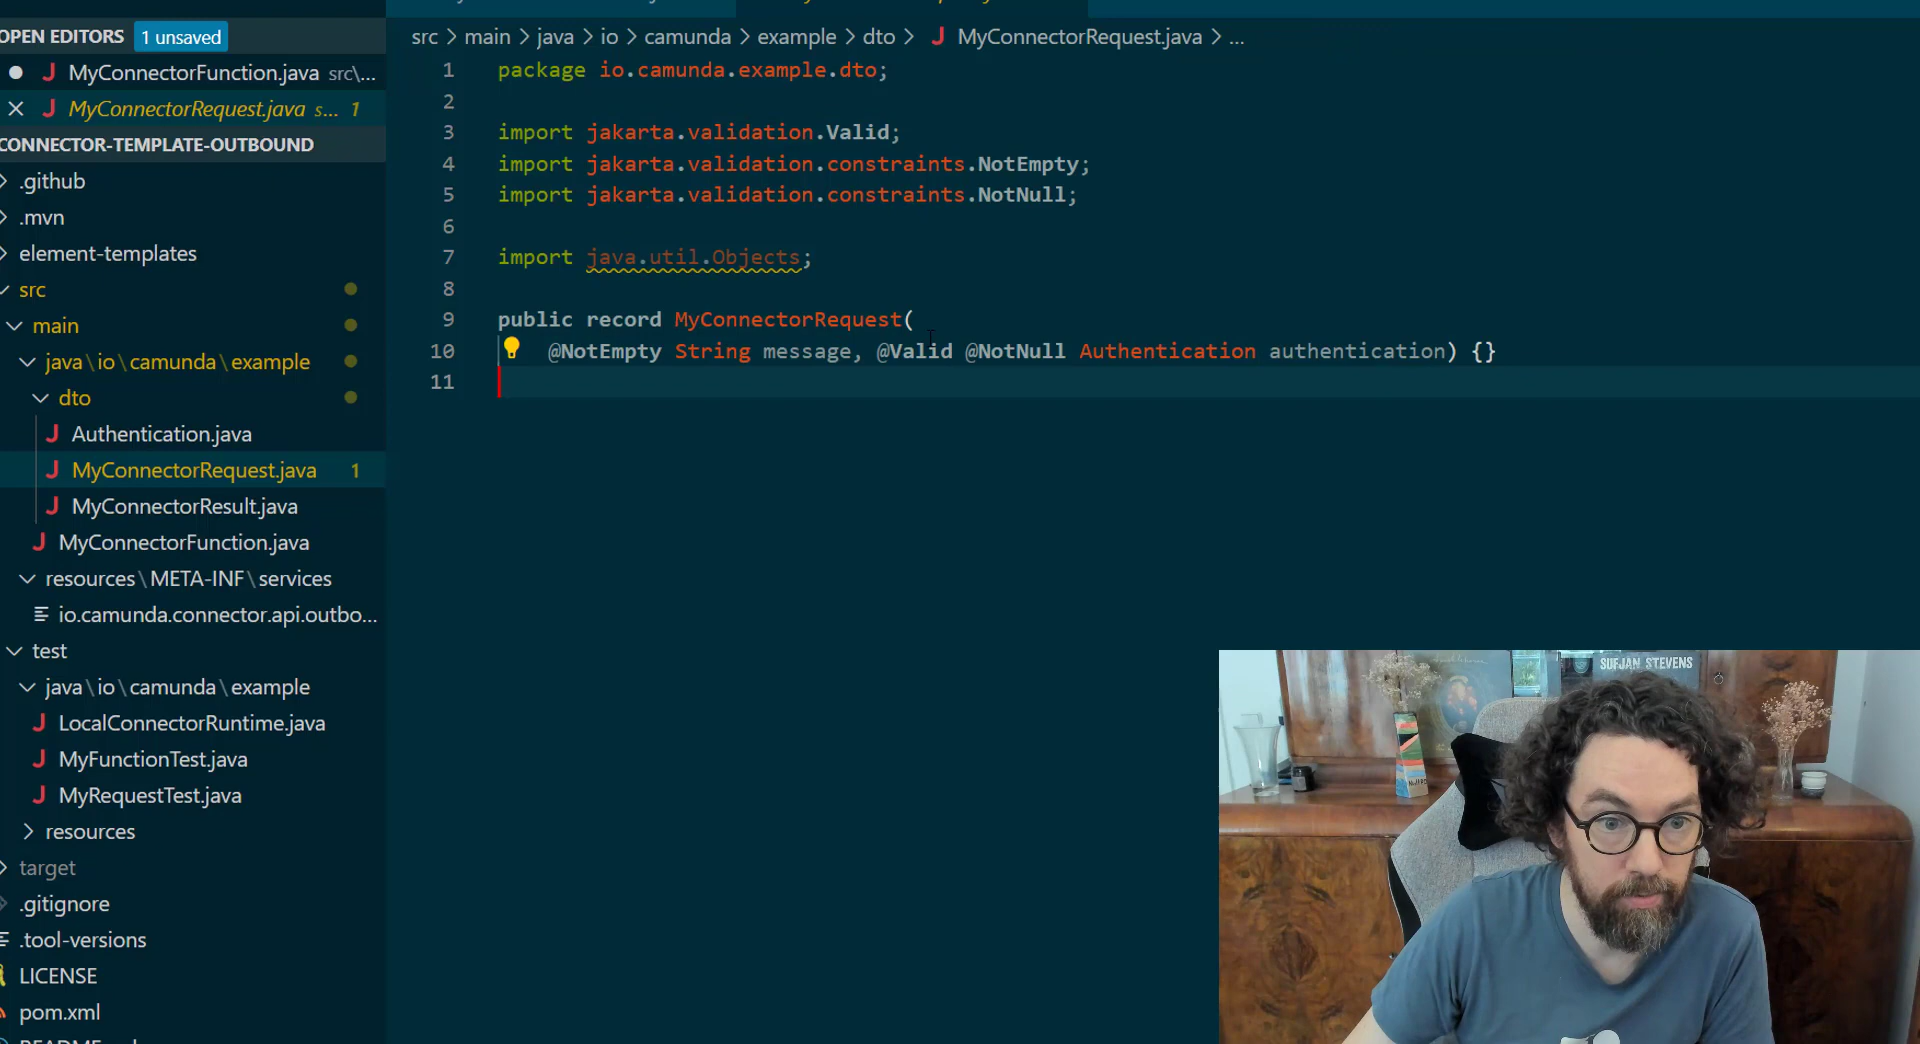 OPEN EDITORS 1 unsaved
MyConnectorFunction.java src\...
MyConnectorRequest.java s... 1
CONNECTOR-TEMPLATE-OUTBOUND
.github
.mvn
element-templates
src
main
java\io\camunda\example
dto
Authentication.java
MyConnectorRequest.java 1
MyConnectorResult.java
MyConnectorFunction.java
resources\META-INF\services
io.camunda.connector.api.outbo...
test
java\io\camunda\example
LocalConnectorRuntime.java
MyFunctionTest.java
MyRequestTest.java
resources
target
.gitignore
.tool-versions
LICENSE
pom.xml
src > main > java > io > camunda > example > dto > MyConnectorRequest.java > ...
1 package io.camunda.example.dto;
2
3 import jakarta.validation.Valid;
4 import jakarta.validation.constraints.NotEmpty;
5 import jakarta.validation.constraints.NotNull;
6
7 import java.util.Objects;
8
9 public record MyConnectorRequest(
10 @NotEmpty String message, @Valid @NotNull Authentication authentication) {}
11
SUFJAN STEVENS